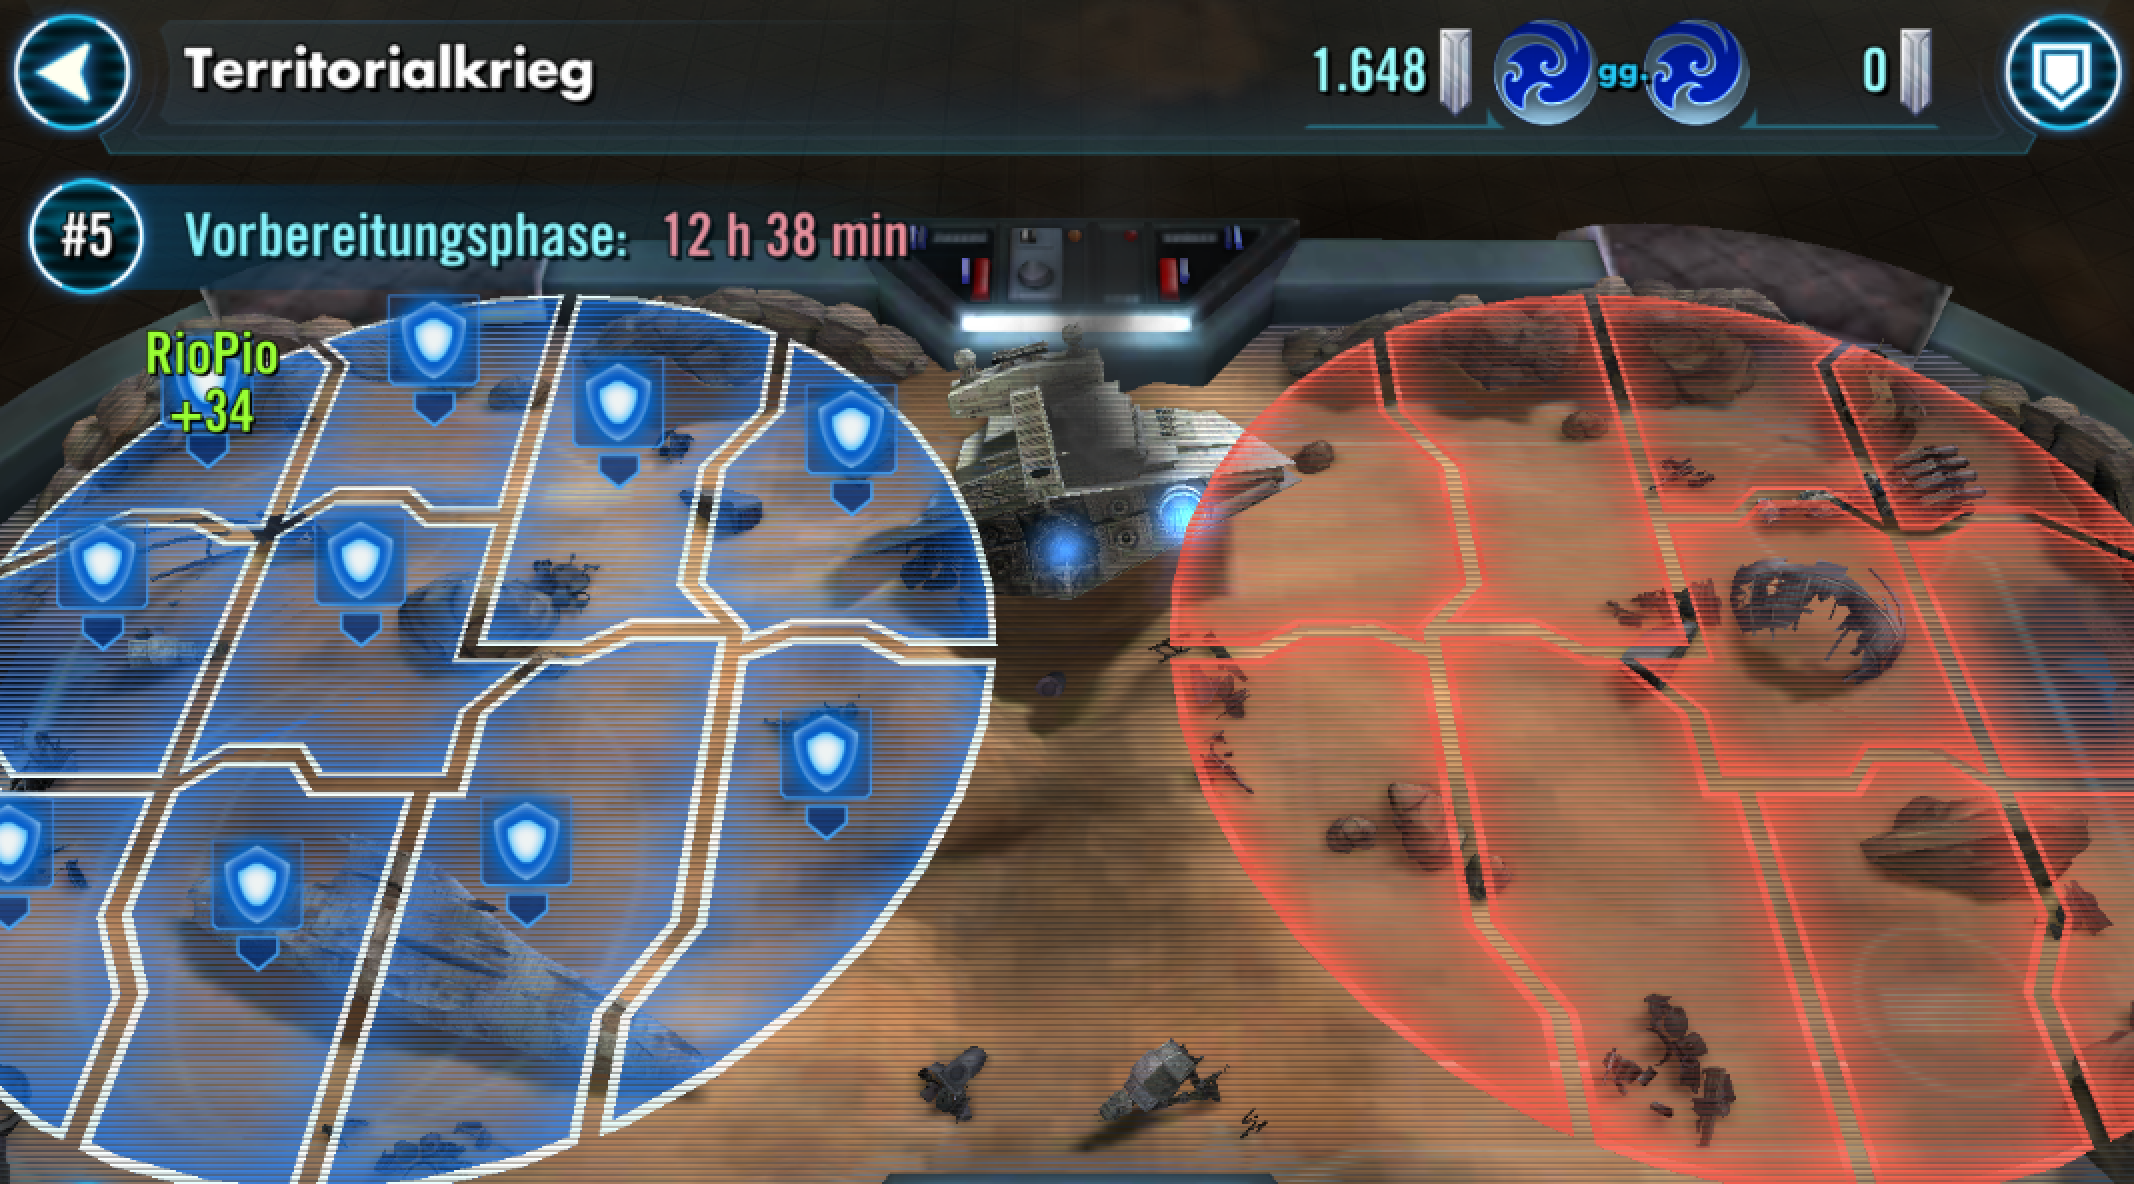 Territorialkrieg
1.648 gg. 0
#5 Vorbereitungsphase: 12 h 38 min
RioPio
+34